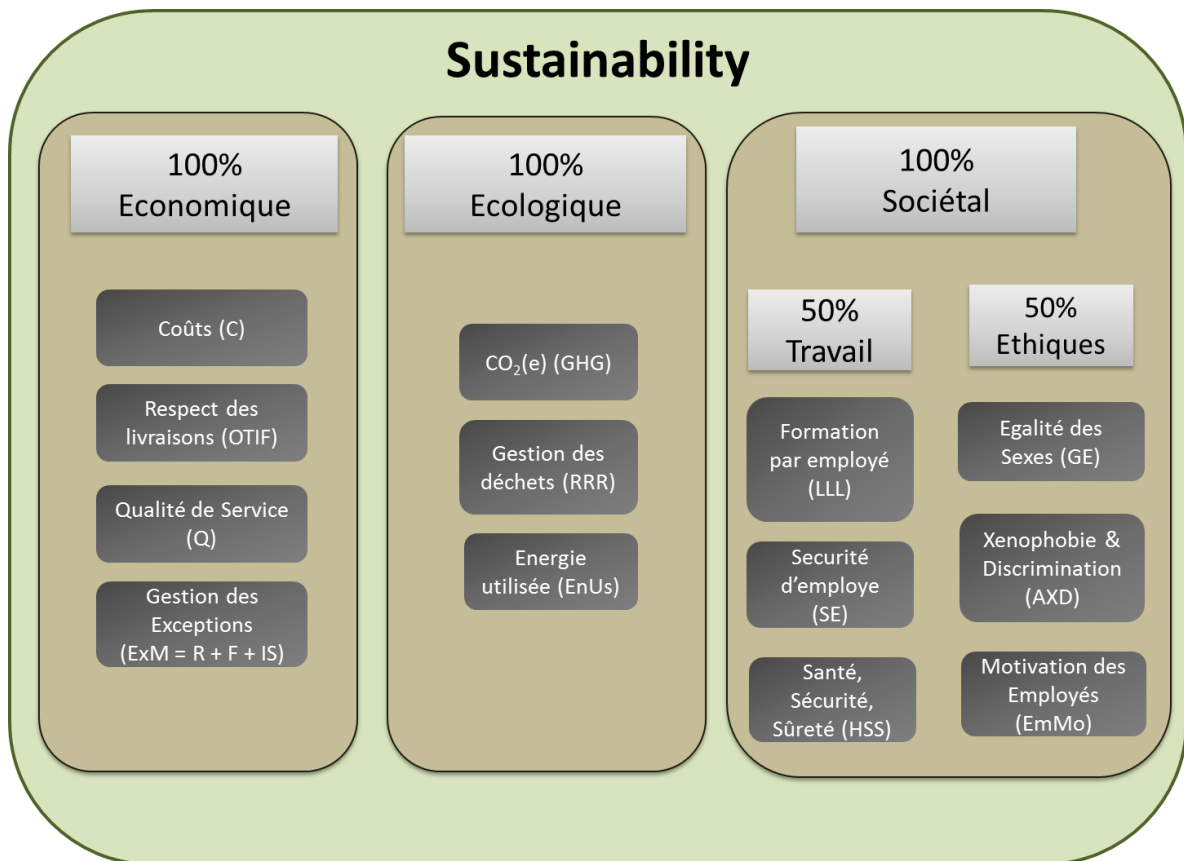 Sustainability
100%
Economique
Coûts (C)
Respect des
livraisons (OTIF)
Qualité de Service
(Q)
Gestion des
Exceptions
(ExM = R + F + IS)
100%
Ecologique
CO₂(e) (GHG)
Gestion des
déchets (RRR)
Energie
utilisée (EnUs)
100%
Sociétal
50%
Travail
Formation
par employé
(LLL)
Securité
d’employe
(SE)
Santé,
Sécurité,
Sûreté (HSS)
50%
Ethiques
Egalité des
Sexes (GE)
Xenophobie &
Discrimination
(AXD)
Motivation des
Employés
(EmMo)